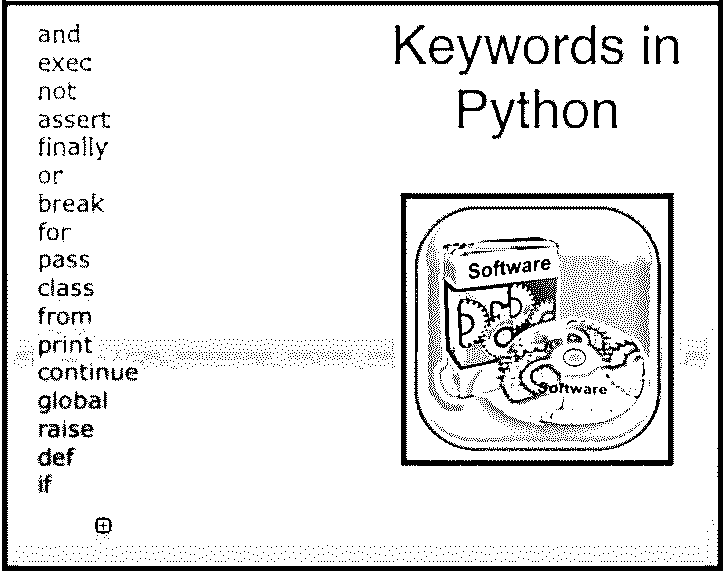 and
exec
not
assert
finally
or
break
for
pass
class
from
print
continue
global
raise
def
if
Keywords in
Python
Software
Software